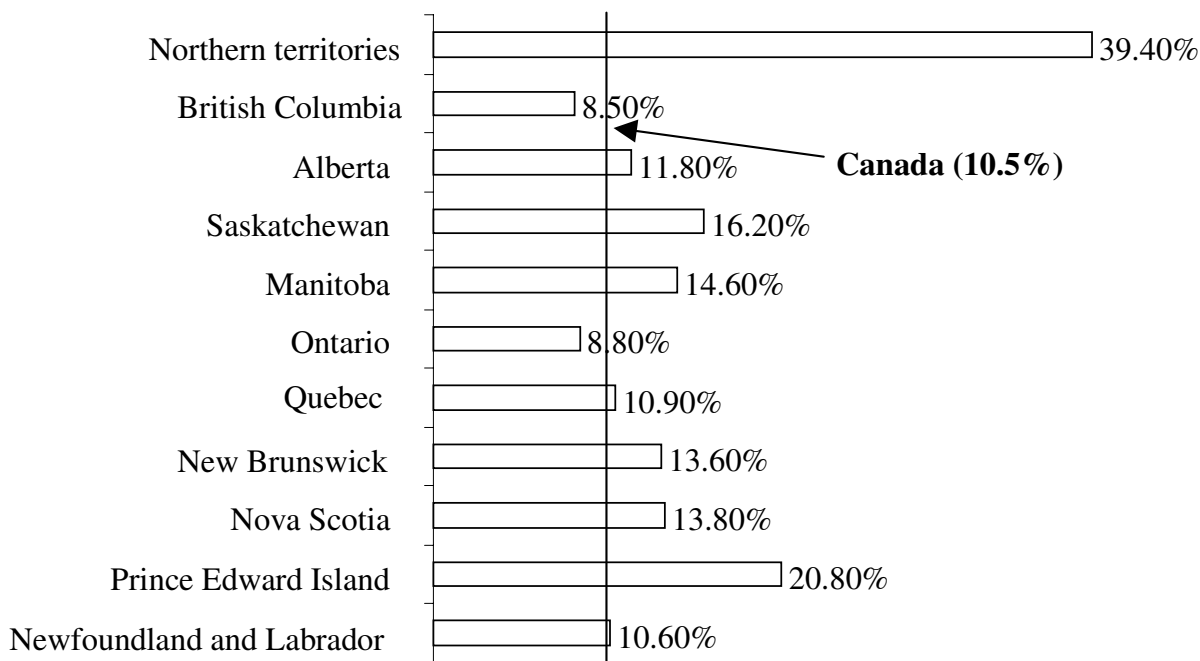 Northern territories 39.40%
British Columbia 8.50%
Alberta 11.80% Canada (10.5%)
Saskatchewan 16.20%
Manitoba 14.60%
Ontario 8.80%
Quebec 10.90%
New Brunswick 13.60%
Nova Scotia 13.80%
Prince Edward Island 20.80%
Newfoundland and Labrador 10.60%